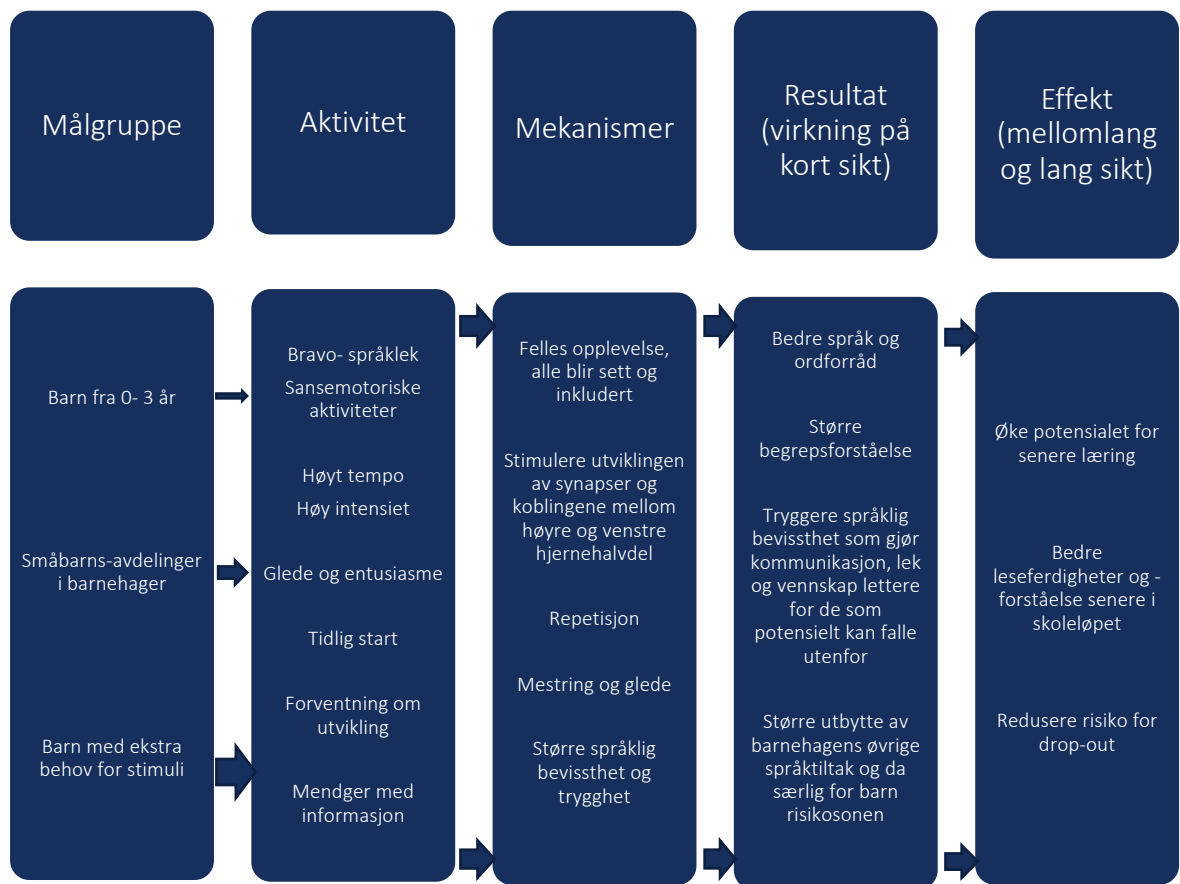 Målgruppe
Aktivitet
Mekanismer
Resultat
(virkning på
kort sikt)
Effekt
(mellomlang
og lang sikt)
Barn fra 0- 3 år
Småbarns-avdelinger
i barnehager
Barn med ekstra
behov for stimuli
Bravo- språklek
Sansemotoriske
aktiviteter
Høyt tempo
Høy intensiet
Glede og entusiasme
Tidlig start
Forventning om
utvikling
Mendger med
informasjon
Felles opplevelse,
alle blir sett og
inkludert
Stimulere utviklingen
av synapser og
koblingene mellom
høyre og venstre
hjernehalvdel
Repetisjon
Mestring og glede
Større språklig
bevissthet og
trygghet
Bedre språk og
ordforråd
Større
begrepsforståelse
Tryggere språklig
bevissthet som gjør
kommunikasjon, lek
og vennskap lettere
for de som
potensielt kan falle
utenfor
Større utbytte av
barnehagens øvrige
språktiltak og da
særlig for barn
risikosonen
Øke potensialet for
senere læring
Bedre
leseferdigheter og -
forståelse senere i
skoleløpet
Redusere risiko for
drop-out